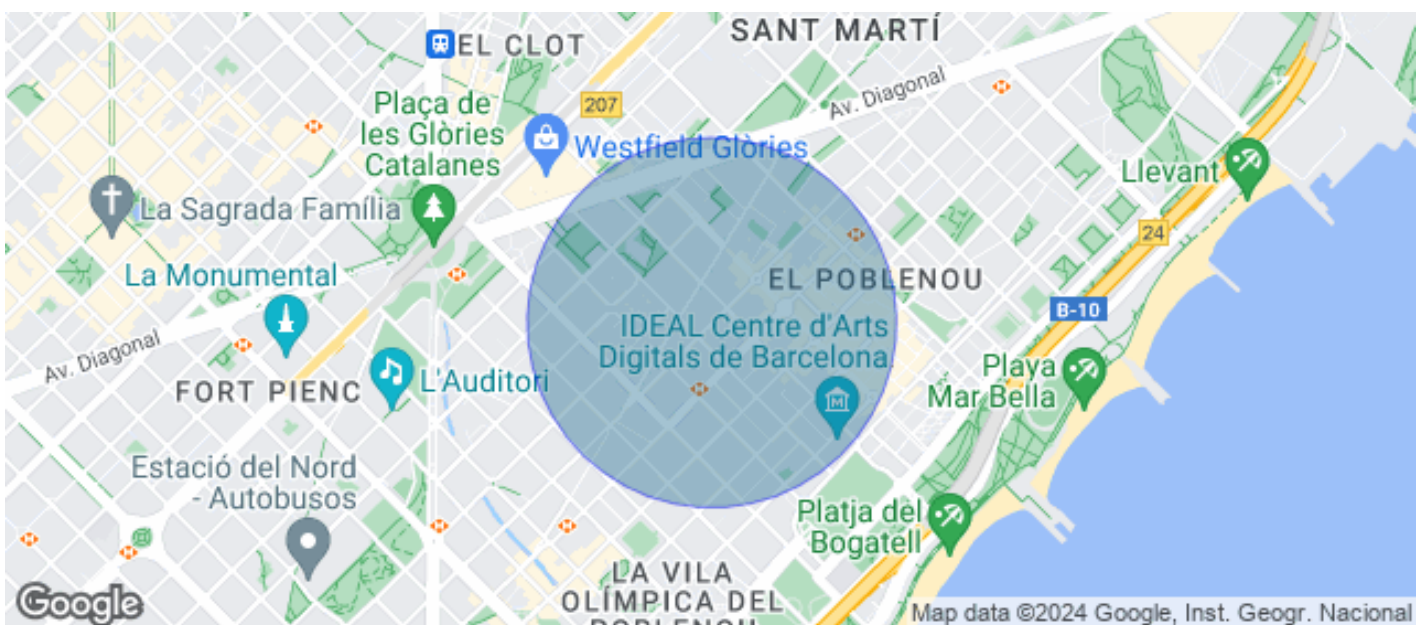 SANT MARTÍ
EL CLOT
Av. Diagonal
207
Plaça de
les Glòries
Catalanes
Westfield Glòries
Llevant
La Sagrada Família
24
La Monumental
EL POBLENOU
B-10
IDEAL Centre d'Arts
Digitals de Barcelona
Av. Diagonal
FORT PIENC
L'Auditori
Playa
Mar Bella
Estació del Nord
- Autobusos
Platja del
Bogatell
LA VILA
OLÍMPICA DEL
POBLENOU
Google
Map data ©2024 Google, Inst. Geogr. Nacional